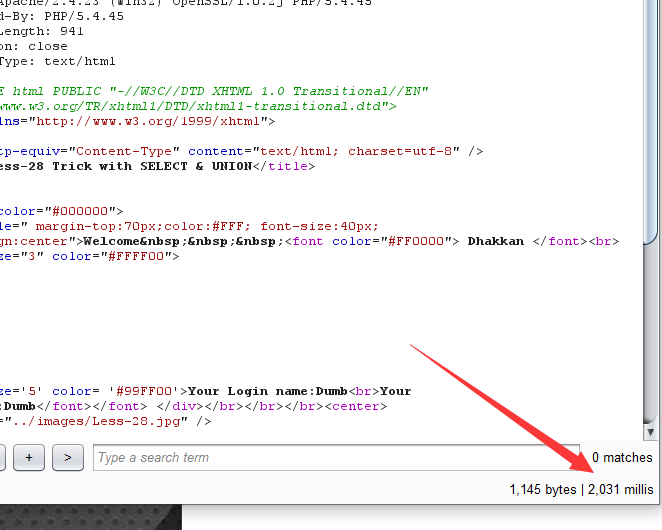 Apache/2.4.23 (Win32) OpenSSL/1.0.2j PHP/5.4.45
d-By: PHP/5.4.45
Length: 941
on: close
Type: text/html
E html PUBLIC "-//W3C//DTD XHTML 1.0 Transitional//EN"
www.w3.org/TR/xhtml1/DTD/xhtml1-transitional.dtd">
lns="http://www.w3.org/1999/xhtml">
tp-equiv="Content-Type" content="text/html; charset=utf-8" />
ess-28 Trick with SELECT & UNION</title>
color="#000000">
le=" margin-top:70px;color:#FFF; font-size:40px;
gn:center">Welcome&nbsp;&nbsp;&nbsp;<font color="#FF0000"> Dhakkan </font><br>
ze="3" color="#FFFF00">
ze='5' color= '#99FF00'>Your Login name:Dumb<br>Your
:Dumb</font></font> </div></br></br></br><center>
="../images/Less-28.jpg" />
+ > Type a search term 0 matches
1,145 bytes | 2,031 millis